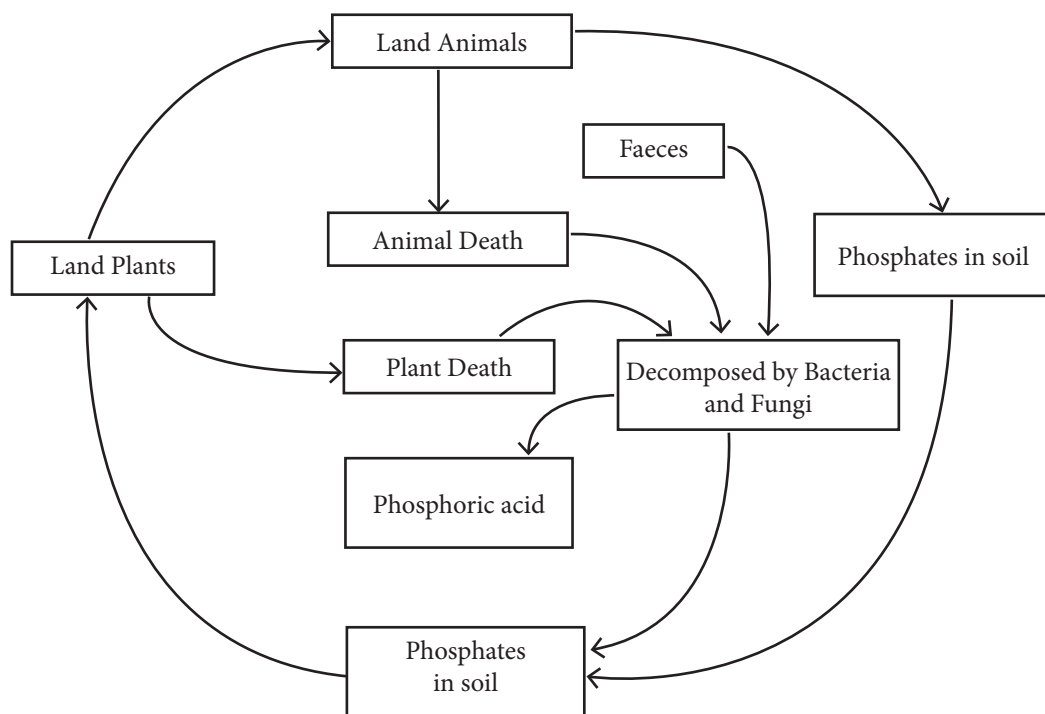 Land Animals
Faeces
Animal Death
Land Plants
Phosphates in soil
Plant Death
Decomposed by Bacteria
and Fungi
Phosphoric acid
Phosphates
in soil